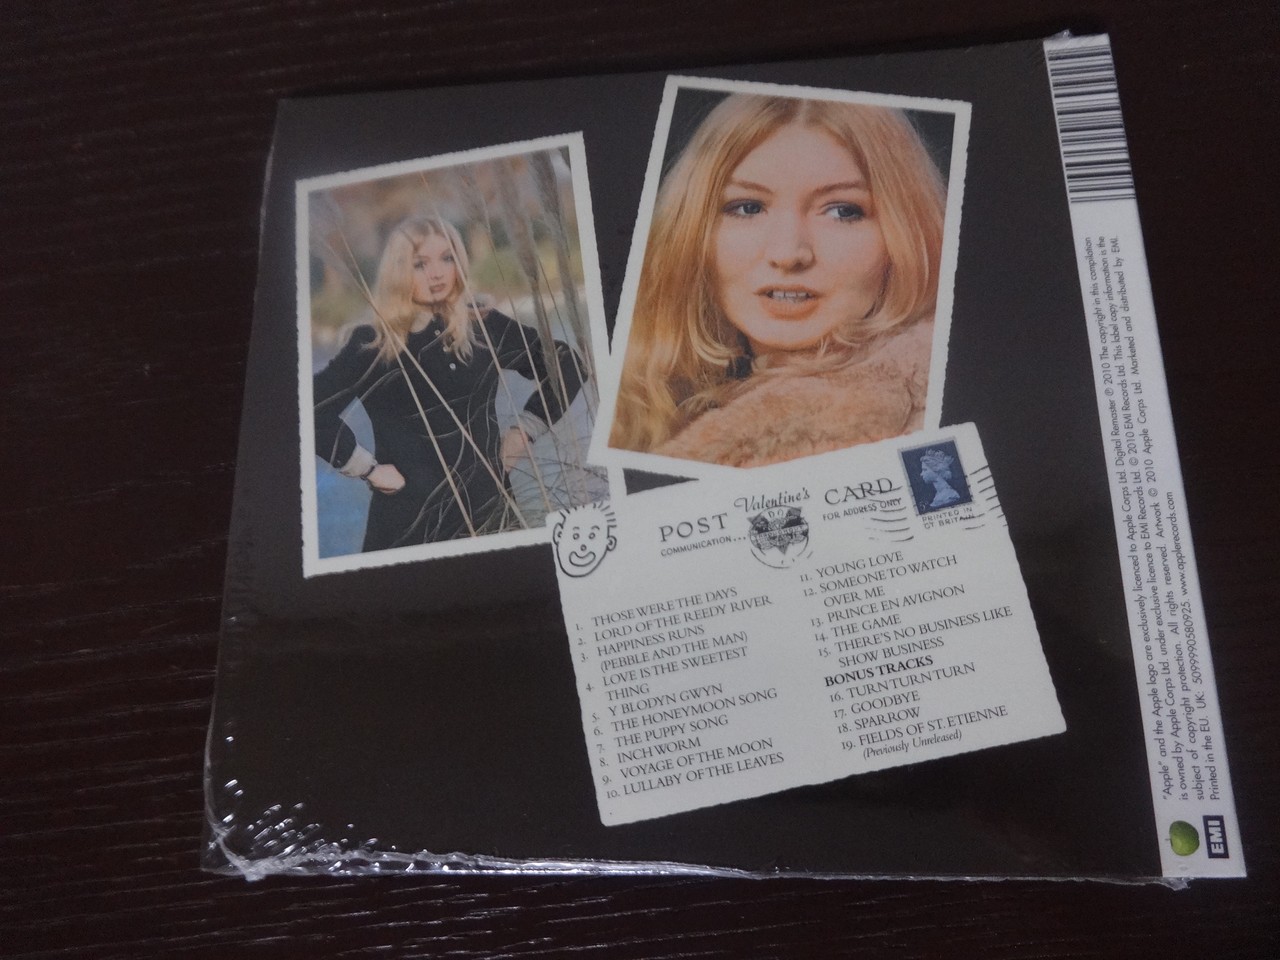 POST
Valentine's
CARD
COMMUNICATION...
FOR ADDRESS ONLY
PRINTED IN
GT BRITAIN
1. THOSE WERE THE DAYS
2. LORD OF THE REEDY RIVER
3. HAPPINESS RUNS
(PEBBLE AND THE MAN)
4. LOVE IS THE SWEETEST
THING
5. Y BLODYN GWYN
6. THE HONEYMOON SONG
7. THE PUPPY SONG
8. INCH WORM
9. VOYAGE OF THE MOON
10. LULLABY OF THE LEAVES
11. YOUNG LOVE
12. SOMEONE TO WATCH
OVER ME
13. PRINCE EN AVIGNON
14. THE GAME
15. THERE'S NO BUSINESS LIKE
SHOW BUSINESS
BONUS TRACKS
16. TURN TURN TURN
17. GOODBYE
18. SPARROW
19. FIELDS OF ST. ETIENNE
(Previously Unreleased)
"Apple" and the Apple logo are exclusively licenced to Apple Corps Ltd. Digital Remaster ℗ 2010 The copyright in this compilation
is owned by Apple Corps Ltd. under exclusive licence to EMI Records Ltd. © 2010 EMI Records Ltd. This label copy information is the
subject of copyright protection. All rights reserved. Artwork © 2010 Apple Corps Ltd. Marketed and distributed by EMI.
Printed in the EU. UK: 5099990580925. www.applerecords.com
EMI